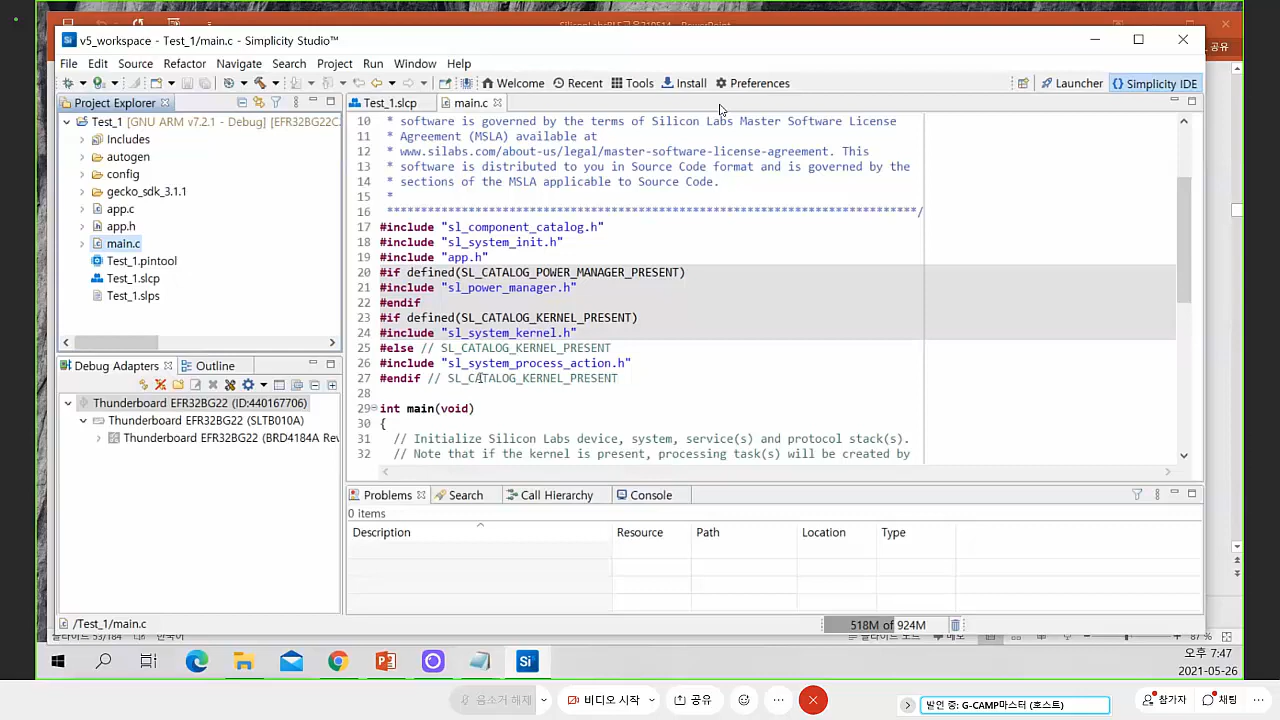 v5_workspace - Test_1/main.c - Simplicity Studio™
공유
File Edit Source Refactor Navigate Search Project Run Window Help
Welcome Recent Tools Install Preferences Launcher Simplicity IDE
Project Explorer
Test_1.slcp
main.c
Test_1 [GNU ARM v7.2.1 - Debug] [EFR32BG22C
Includes
autogen
config
gecko_sdk_3.1.1
app.c
app.h
main.c
Test_1.pintool
Test_1.slcp
Test_1.slps
10 * software is governed by the terms of Silicon Labs Master Software License
11 * Agreement (MSLA) available at
12 * www.silabs.com/about-us/legal/master-software-license-agreement. This
13 * software is distributed to you in Source Code format and is governed by the
14 * sections of the MSLA applicable to Source Code.
15 *
16 ******************************************************************************/
17 #include "sl_component_catalog.h"
18 #include "sl_system_init.h"
19 #include "app.h"
20 #if defined(SL_CATALOG_POWER_MANAGER_PRESENT)
21 #include "sl_power_manager.h"
22 #endif
23 #if defined(SL_CATALOG_KERNEL_PRESENT)
24 #include "sl_system_kernel.h"
25 #else // SL_CATALOG_KERNEL_PRESENT
26 #include "sl_system_process_action.h"
27 #endif // SL_CATALOG_KERNEL_PRESENT
28
29 int main(void)
30 {
31 // Initialize Silicon Labs device, system, service(s) and protocol stack(s).
32 // Note that if the kernel is present, processing task(s) will be created by
Debug Adapters Outline
Thunderboard EFR32BG22 (ID:440167706)
Thunderboard EFR32BG22 (SLTB010A)
Thunderboard EFR32BG22 (BRD4184A Rev
Problems Search Call Hierarchy Console
0 items
Description Resource Path Location Type
/Test_1/main.c
518M of 924M
87 %
Si
오후 7:47
2021-05-26
음소거 해제 비디오 시작 공유
발언 중: G-CAMP마스터 (호스트)
참가자 채팅